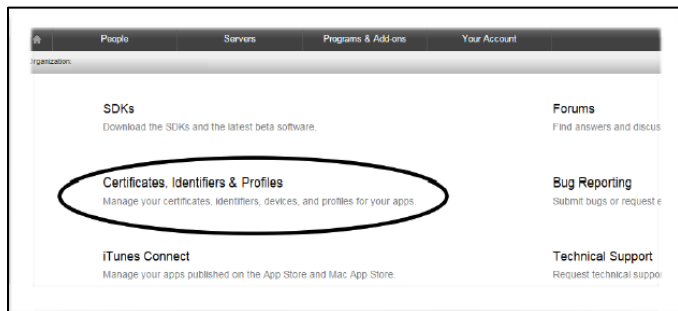 People Servers Programs & Add-ons Your Account
Organization:
SDKs
Download the SDKs and the latest beta software.
Forums
Find answers and discus
Certificates, Identifiers & Profiles
Manage your certificates, identifiers, devices, and profiles for your apps.
Bug Reporting
Submit bugs or request e
iTunes Connect
Manage your apps published on the App Store and Mac App Store.
Technical Support
Request technical suppo